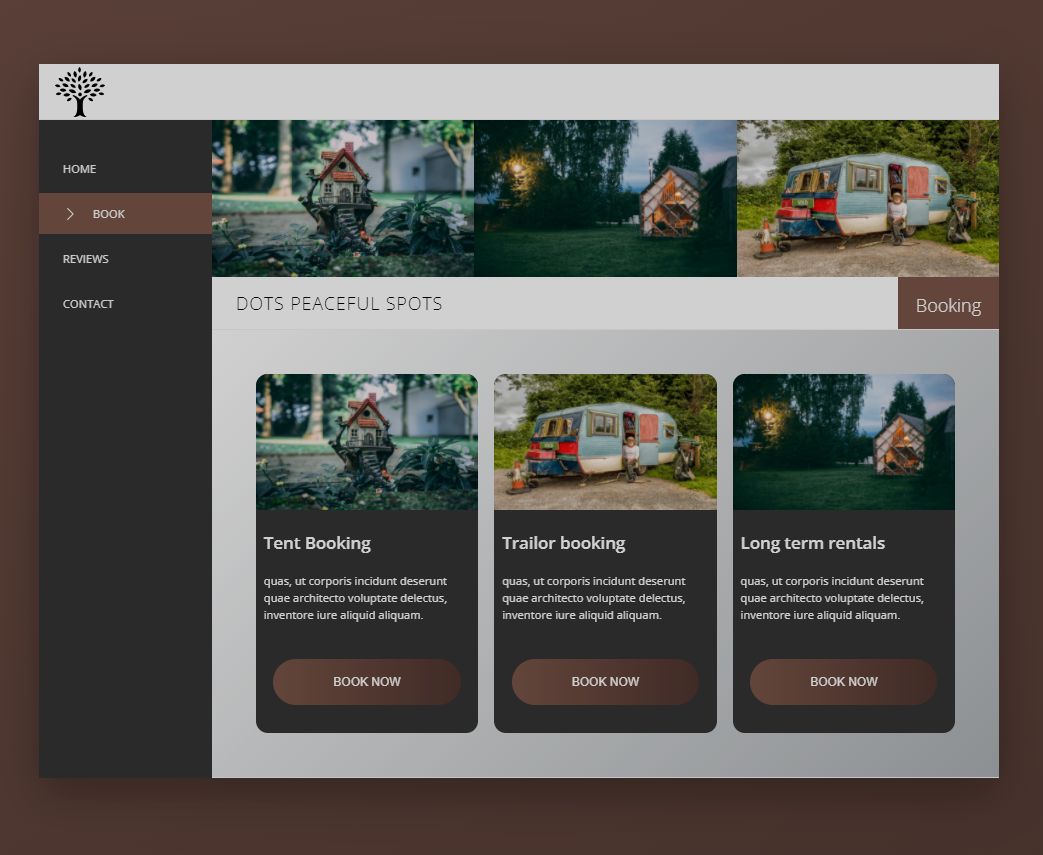 HOME
BOOK
REVIEWS
CONTACT
DOTS PEACEFUL SPOTS
Booking
Tent Booking
quas, ut corporis incidunt deserunt
quae architecto voluptate delectus,
inventore iure aliquid aliquam.
BOOK NOW
Trailor booking
quas, ut corporis incidunt deserunt
quae architecto voluptate delectus,
inventore iure aliquid aliquam.
BOOK NOW
Long term rentals
quas, ut corporis incidunt deserunt
quae architecto voluptate delectus,
inventore iure aliquid aliquam.
BOOK NOW